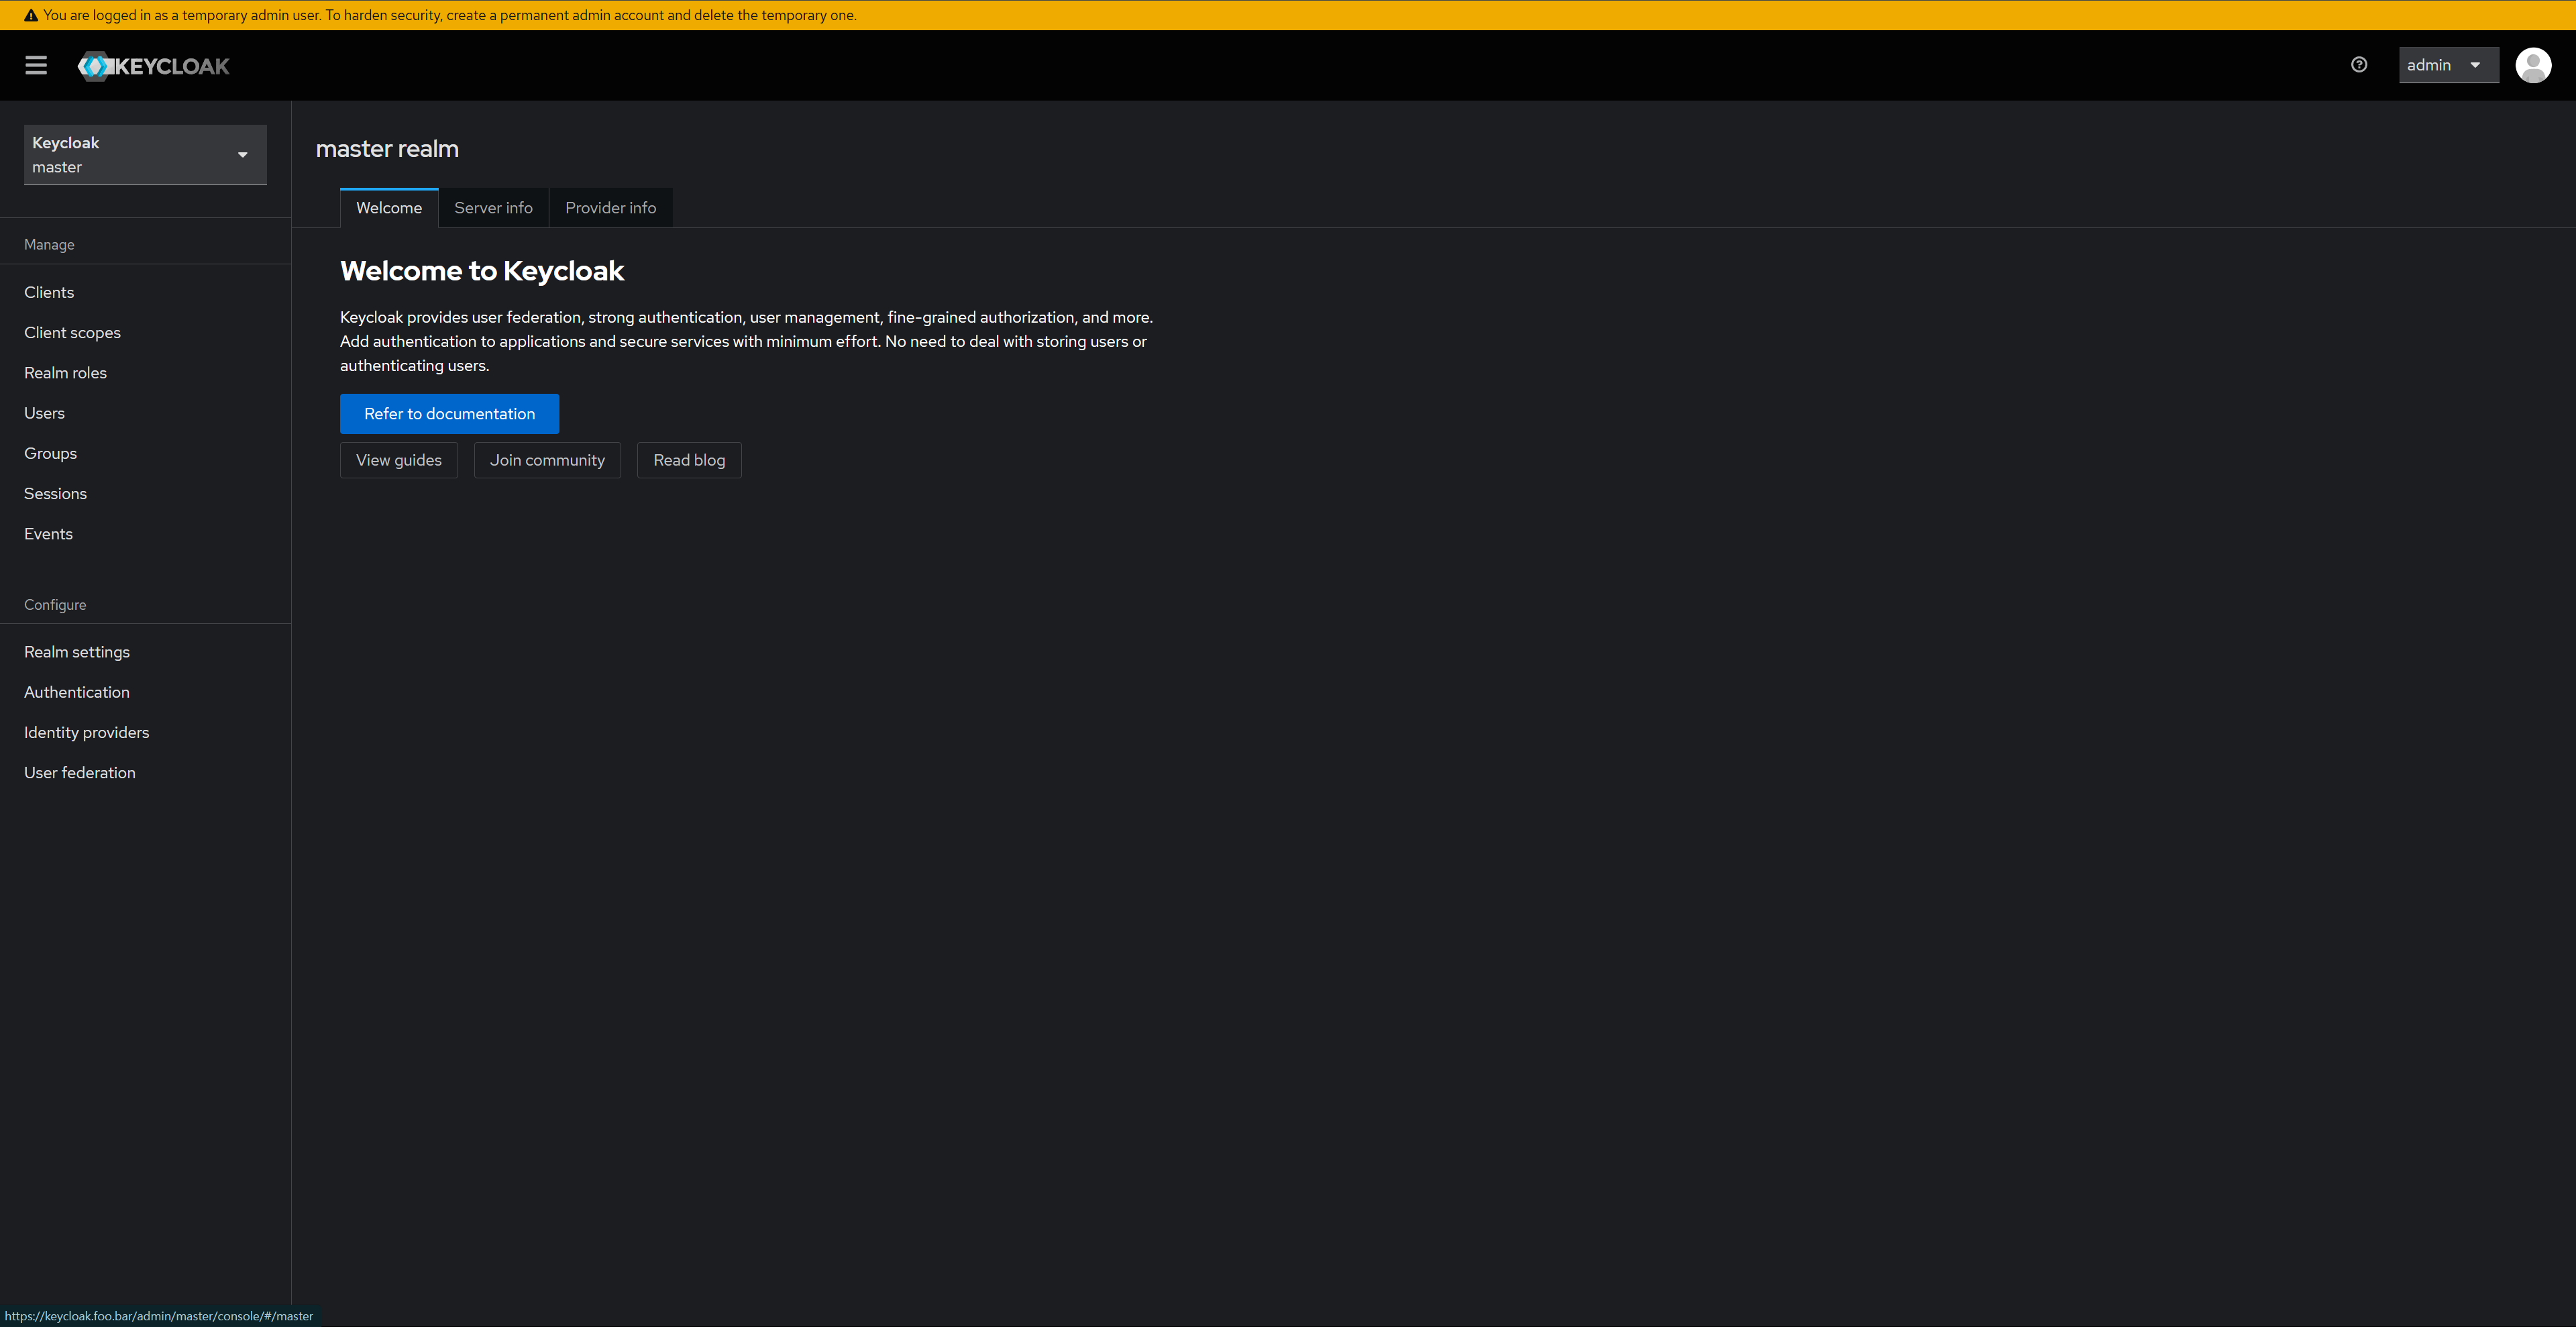 You are logged in as a temporary admin user. To harden security, create a permanent admin account and delete the temporary one.
KEYCLOAK
admin
Keycloak
master
Manage
Clients
Client scopes
Realm roles
Users
Groups
Sessions
Events
Configure
Realm settings
Authentication
Identity providers
User federation
master realm
Welcome
Server info
Provider info
Welcome to Keycloak
Keycloak provides user federation, strong authentication, user management, fine-grained authorization, and more.
Add authentication to applications and secure services with minimum effort. No need to deal with storing users or
authenticating users.
Refer to documentation
View guides
Join community
Read blog
https://keycloak.foo.bar/admin/master/console/#/master